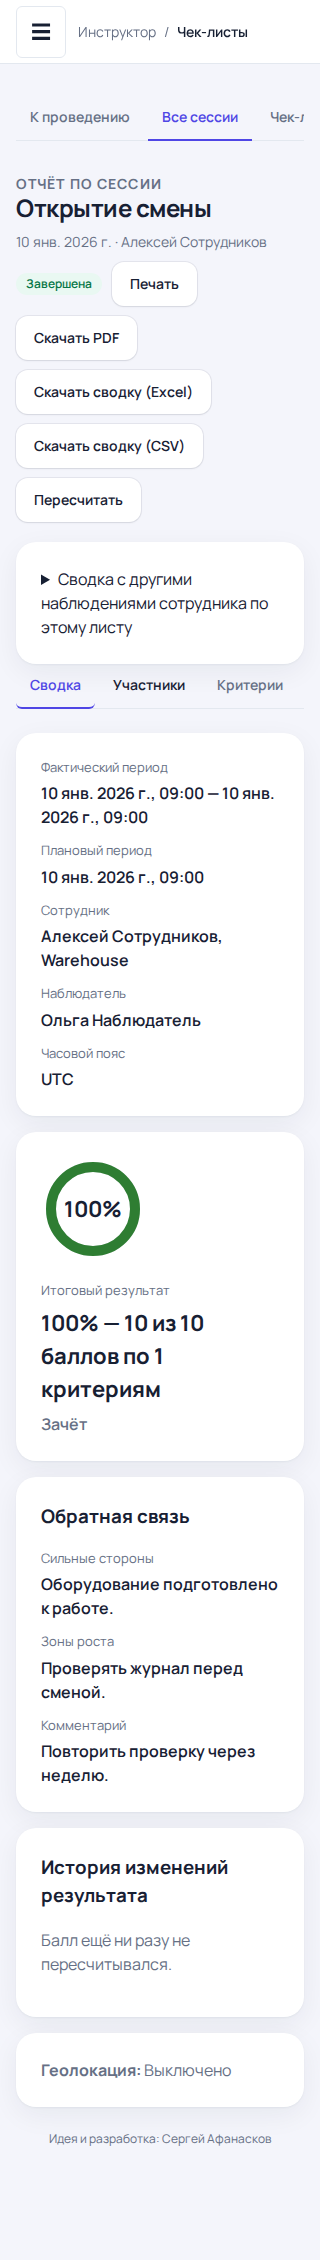 Инструктор / Чек-листы
К проведению Все сессии Чек-л
ОТЧЁТ ПО СЕССИИ
Открытие смены
10 янв. 2026 г. · Алексей Сотрудников
Завершена Печать
Скачать PDF
Скачать сводку (Excel)
Скачать сводку (CSV)
Пересчитать
Сводка с другими
наблюдениями сотрудника по
этому листу
Сводка Участники Критерии
Фактический период
10 янв. 2026 г., 09:00 — 10 янв.
2026 г., 09:00
Плановый период
10 янв. 2026 г., 09:00
Сотрудник
Алексей Сотрудников,
Warehouse
Наблюдатель
Ольга Наблюдатель
Часовой пояс
UTC
100%
Итоговый результат
100% — 10 из 10
баллов по 1
критериям
Зачёт
Обратная связь
Сильные стороны
Оборудование подготовлено
к работе.
Зоны роста
Проверять журнал перед
сменой.
Комментарий
Повторить проверку через
неделю.
История изменений
результата
Балл ещё ни разу не
пересчитывался.
Геолокация: Выключено
Идея и разработка: Сергей Афанасков